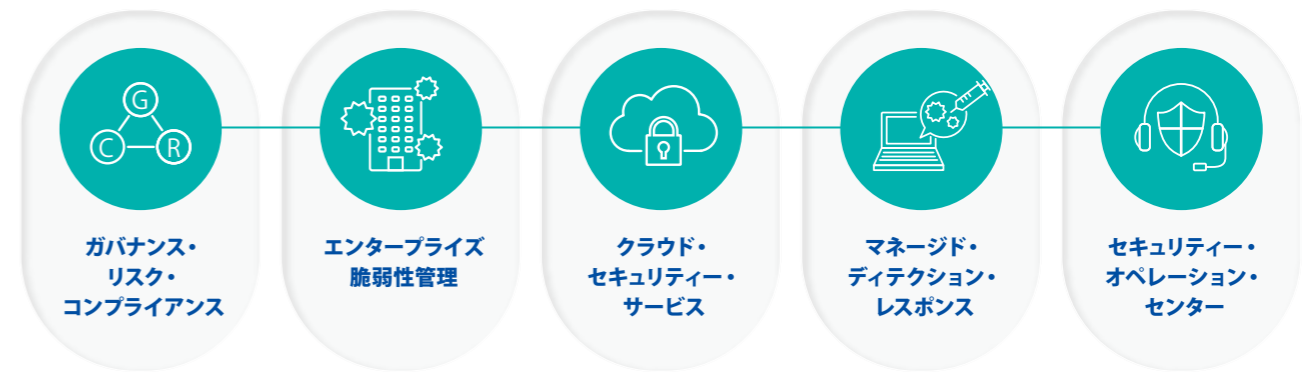 G
C
R
ガバナンス・
リスク・
コンプライアンス
エンタープライズ
脆弱性管理
クラウド・
セキュリティー・
サービス
マネージド・
ディテクション・
レスポンス
セキュリティー・
オペレーション・
センター